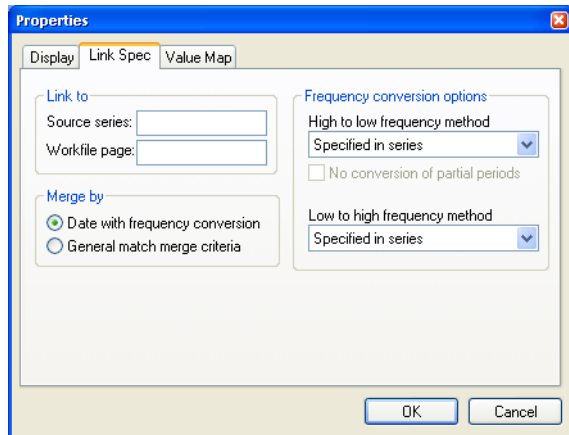 Properties
Display
Link Spec
Value Map
Link to
Source series:
Workfile page:
Merge by
Date with frequency conversion
General match merge criteria
Frequency conversion options
High to low frequency method
Specified in series
No conversion of partial periods
Low to high frequency method
Specified in series
OK
Cancel